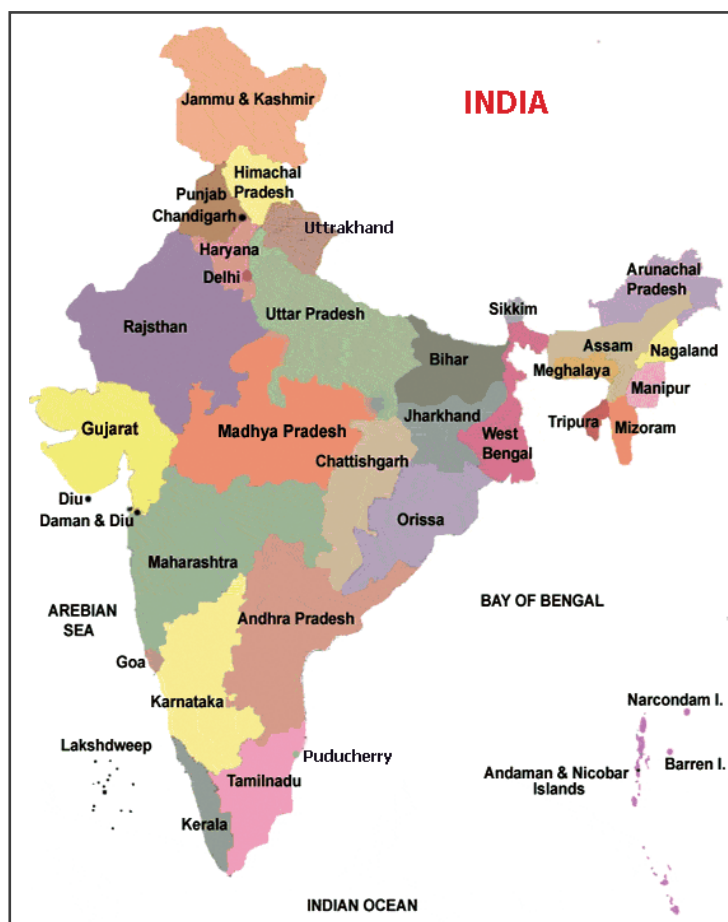 INDIA
Jammu & Kashmir
Himachal
Pradesh
Punjab
Chandigarh
Uttrakhand
Haryana
Delhi
Arunachal
Pradesh
Rajsthan
Uttar Pradesh
Sikkim
Assam
Nagaland
Bihar
Meghalaya
Manipur
Jharkhand
Gujarat
Madhya Pradesh
West
Bengal
Tripura
Mizoram
Chattishgarh
Diu
Daman & Diu
Orissa
Maharashtra
BAY OF BENGAL
AREBIAN
SEA
Andhra Pradesh
Goa
Karnataka
Narcondam I.
Lakshdweep
Puducherry
Barren I.
Andaman & Nicobar
Islands
Tamilnadu
Kerala
INDIAN OCEAN